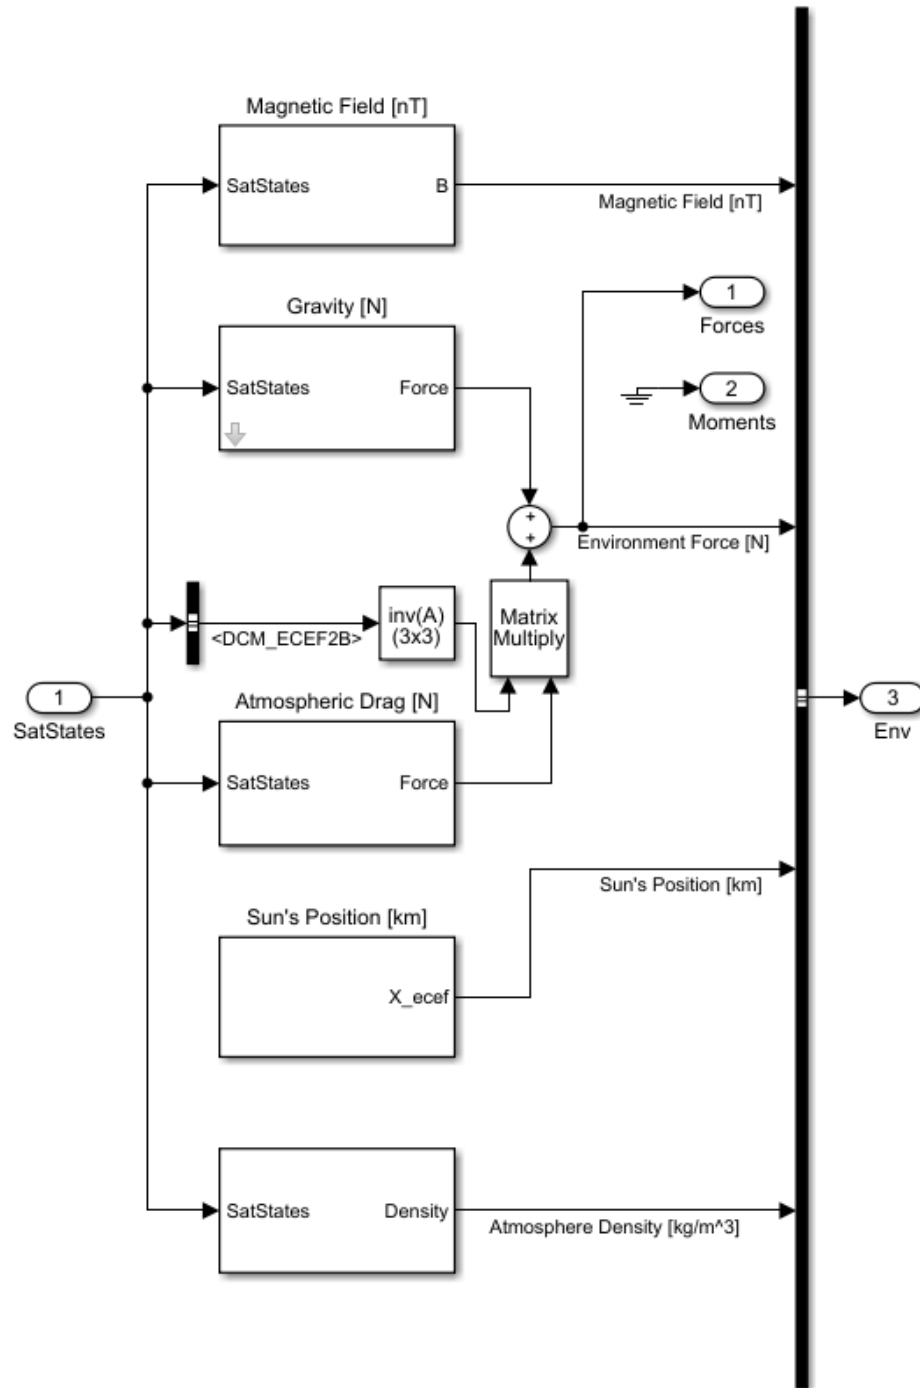 Magnetic Field [nT]
SatStates
B
Magnetic Field [nT]
1
Forces
Gravity [N]
SatStates
Force
2
Moments
+
+
Environment Force [N]
<DCM_ECEF2B>
inv(A)
(3x3)
Matrix
Multiply
1
SatStates
3
Env
Atmospheric Drag [N]
SatStates
Force
Sun's Position [km]
Sun's Position [km]
X_ecef
SatStates
Density
Atmosphere Density [kg/m^3]